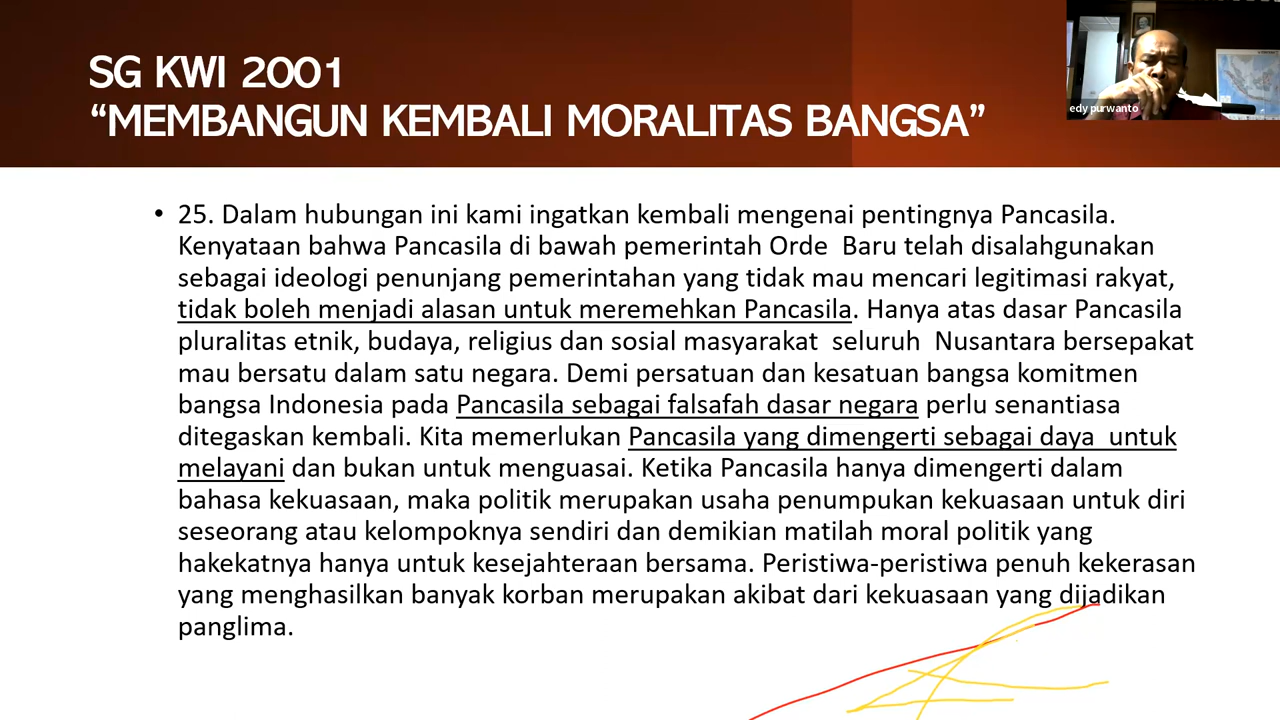 SG KWI 2001
“MEMBANGUN KEMBALI MORALITAS BANGSA”
edy purwanto
• 25. Dalam hubungan ini kami ingatkan kembali mengenai pentingnya Pancasila.
Kenyataan bahwa Pancasila di bawah pemerintah Orde Baru telah disalahgunakan
sebagai ideologi penunjang pemerintahan yang tidak mau mencari legitimasi rakyat,
tidak boleh menjadi alasan untuk meremehkan Pancasila. Hanya atas dasar Pancasila
pluralitas etnik, budaya, religius dan sosial masyarakat seluruh Nusantara bersepakat
mau bersatu dalam satu negara. Demi persatuan dan kesatuan bangsa komitmen
bangsa Indonesia pada Pancasila sebagai falsafah dasar negara perlu senantiasa
ditegaskan kembali. Kita memerlukan Pancasila yang dimengerti sebagai daya untuk
melayani dan bukan untuk menguasai. Ketika Pancasila hanya dimengerti dalam
bahasa kekuasaan, maka politik merupakan usaha penumpukan kekuasaan untuk diri
seseorang atau kelompoknya sendiri dan demikian matilah moral politik yang
hakekatnya hanya untuk kesejahteraan bersama. Peristiwa-peristiwa penuh kekerasan
yang menghasilkan banyak korban merupakan akibat dari kekuasaan yang dijadikan
panglima.